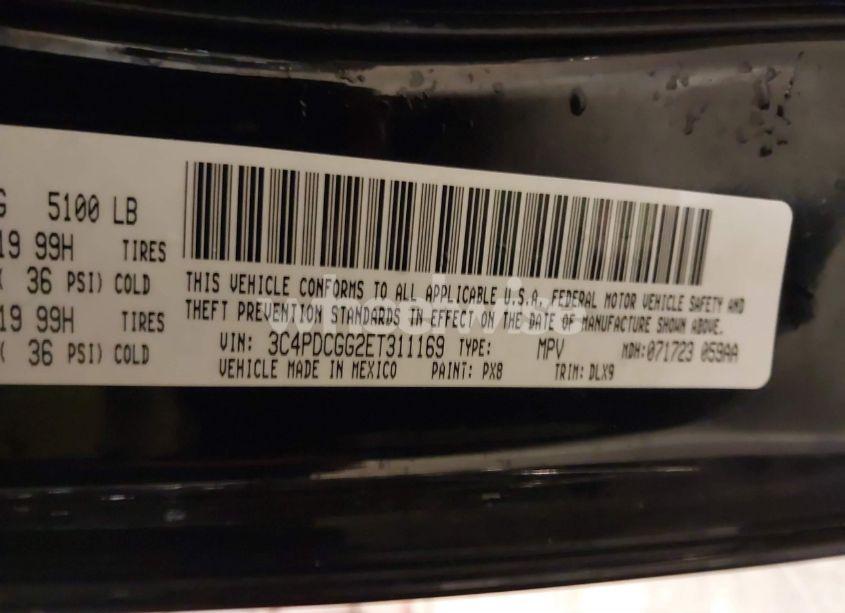 G 5100 LB
19 99H TIRES
( 36 PSI) COLD
19 99H TIRES
( 36 PSI) COLD
THIS VEHICLE CONFORMS TO ALL APPLICABLE U.S.A. FEDERAL MOTOR VEHICLE SAFETY AND
THEFT PREVENTION STANDARDS IN EFFECT ON THE DATE OF MANUFACTURE SHOWN ABOVE.
VIN: 3C4PDCGG2ET311169 TYPE: MPV MDH:071723 059AA
VEHICLE MADE IN MEXICO PAINT: PX8 TRIM: DLX9